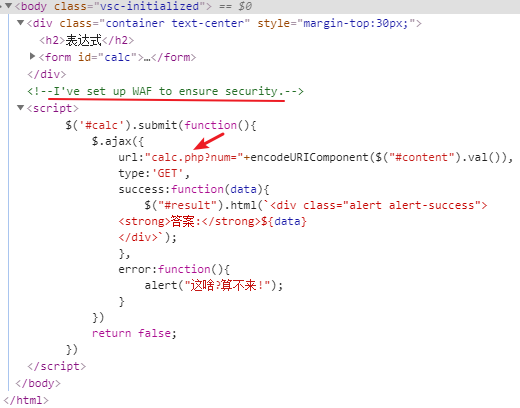 <body class="vsc-initialized"> == $0
<div class="container text-center" style="margin-top:30px;">
<h2>表达式</h2>
<form id="calc">…</form>
</div>
<!--I've set up WAF to ensure security.-->
<script>
$('#calc').submit(function(){
$.ajax({
url:"calc.php?num="+encodeURIComponent($("#content").val()),
type:'GET',
success:function(data){
$("#result").html(`<div class="alert alert-success">
<strong>答案:</strong>${data}
</div>`);
},
error:function(){
alert("这啥?算不来!");
}
})
return false;
})
</script>
</body>
</html>